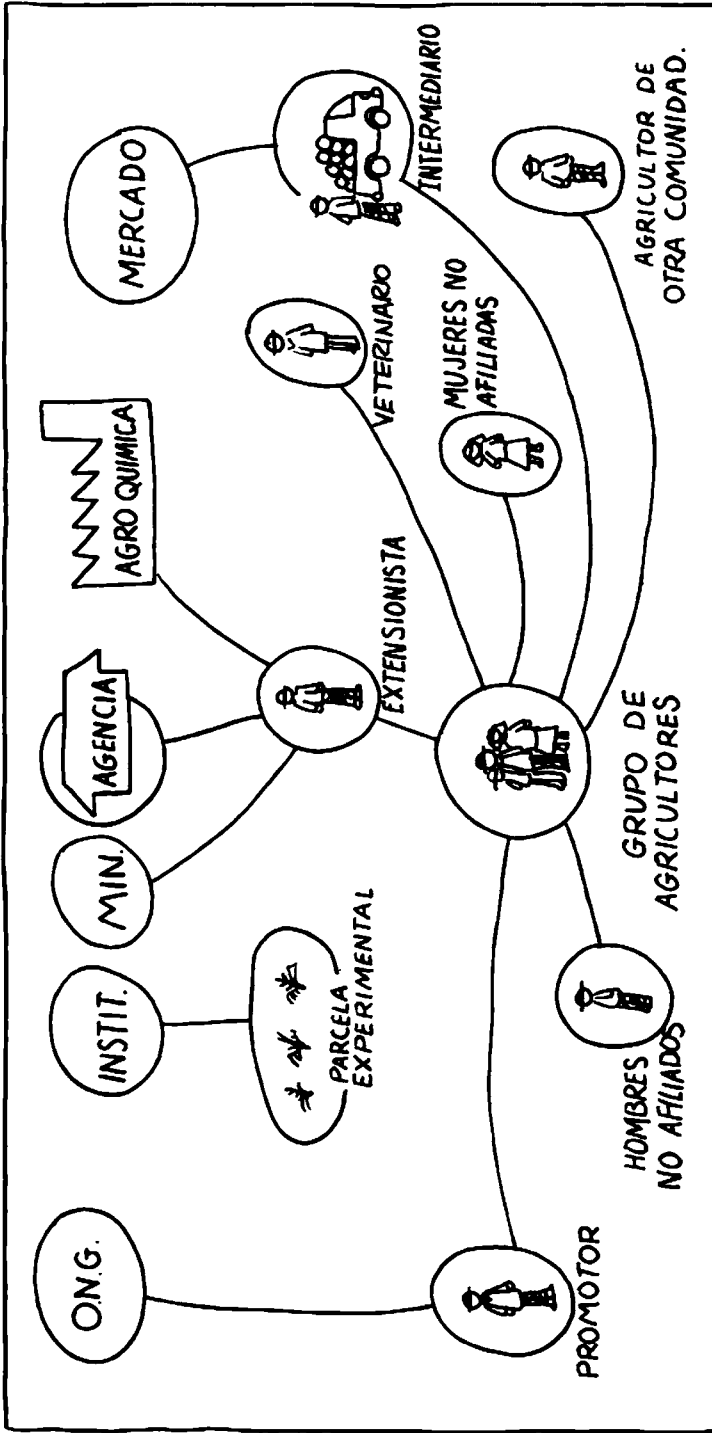 O.N.G.
INSTIT.
MIN.
AGENCIA
AGRO QUIMICA
MERCADO
PARCELA
EXPERIMENTAL
EXTENSIONISTA
VETERINARIO
INTERMEDIARIO
MUJERES NO
AFILIADAS
PROMOTOR
HOMBRES
NO AFILIADOS
GRUPO DE
AGRICULTORES
AGRICULTOR DE
OTRA COMUNIDAD.